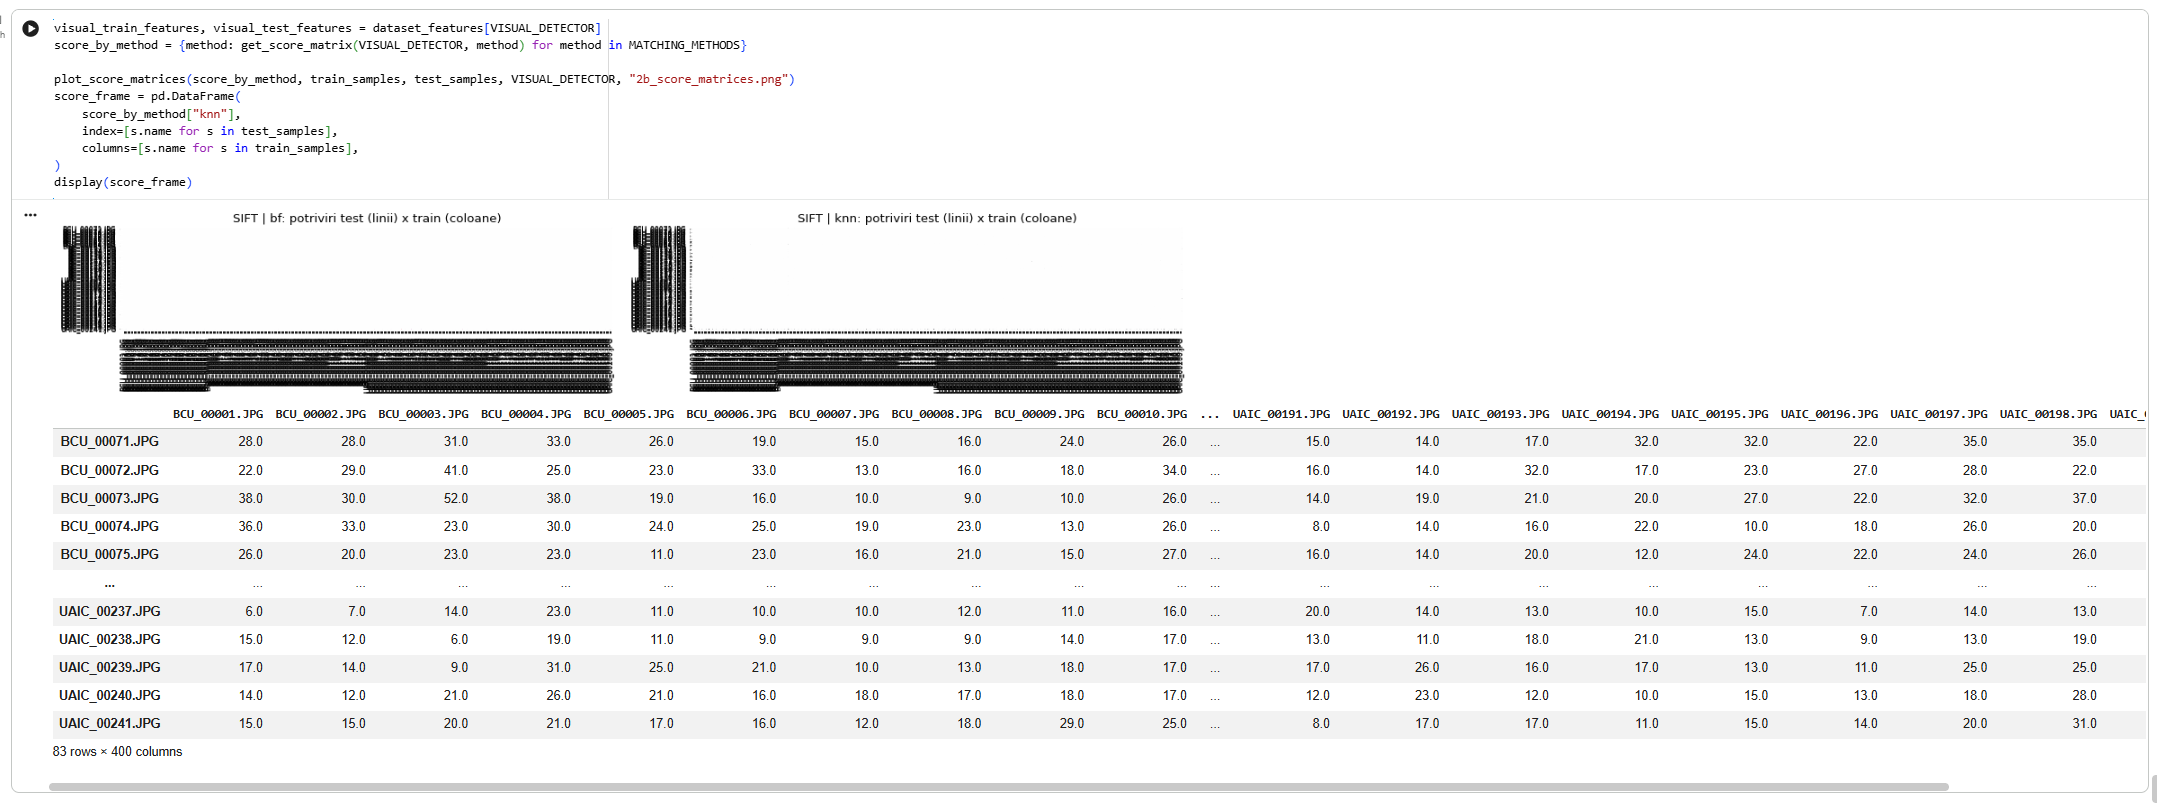 visual_train_features, visual_test_features = dataset_features[VISUAL_DETECTOR]
score_by_method = {method: get_score_matrix(VISUAL_DETECTOR, method) for method in MATCHING_METHODS}
plot_score_matrices(score_by_method, train_samples, test_samples, VISUAL_DETECTOR, "2b_score_matrices.png")
score_frame = pd.DataFrame(
score_by_method["knn"],
index=[s.name for s in test_samples],
columns=[s.name for s in train_samples],
)
display(score_frame)
SIFT | bf: potriviri test (linii) x train (coloane) SIFT | knn: potriviri test (linii) x train (coloane)
BCU_00001.JPG BCU_00002.JPG BCU_00003.JPG BCU_00004.JPG BCU_00005.JPG BCU_00006.JPG BCU_00007.JPG BCU_00008.JPG BCU_00009.JPG BCU_00010.JPG ... UAIC_00191.JPG UAIC_00192.JPG UAIC_00193.JPG UAIC_00194.JPG UAIC_00195.JPG UAIC_00196.JPG UAIC_00197.JPG UAIC_00198.JPG
BCU_00071.JPG 28.0 28.0 31.0 33.0 26.0 19.0 15.0 16.0 24.0 26.0 ... 15.0 14.0 17.0 32.0 32.0 22.0 35.0 35.0
BCU_00072.JPG 22.0 29.0 41.0 25.0 23.0 33.0 13.0 16.0 18.0 34.0 ... 16.0 14.0 32.0 17.0 23.0 27.0 28.0 22.0
BCU_00073.JPG 38.0 30.0 52.0 38.0 19.0 16.0 10.0 9.0 10.0 26.0 ... 14.0 19.0 21.0 20.0 27.0 22.0 32.0 37.0
BCU_00074.JPG 36.0 33.0 23.0 30.0 24.0 25.0 19.0 23.0 13.0 26.0 ... 8.0 14.0 16.0 22.0 10.0 18.0 26.0 20.0
BCU_00075.JPG 26.0 20.0 23.0 23.0 11.0 23.0 16.0 21.0 15.0 27.0 ... 16.0 14.0 20.0 12.0 24.0 22.0 24.0 26.0
... ... ... ... ... ... ... ... ... ... ... ... ... ... ... ... ... ... ... ...
UAIC_00237.JPG 6.0 7.0 14.0 23.0 11.0 10.0 10.0 12.0 11.0 16.0 ... 20.0 14.0 13.0 10.0 15.0 7.0 14.0 13.0
UAIC_00238.JPG 15.0 12.0 6.0 19.0 11.0 9.0 9.0 9.0 14.0 17.0 ... 13.0 11.0 18.0 21.0 13.0 9.0 13.0 19.0
UAIC_00239.JPG 17.0 14.0 9.0 31.0 25.0 21.0 10.0 13.0 18.0 17.0 ... 17.0 26.0 16.0 17.0 13.0 11.0 25.0 25.0
UAIC_00240.JPG 14.0 12.0 21.0 26.0 21.0 16.0 18.0 17.0 18.0 17.0 ... 12.0 23.0 12.0 10.0 15.0 13.0 18.0 28.0
UAIC_00241.JPG 15.0 15.0 20.0 21.0 17.0 16.0 12.0 18.0 29.0 25.0 ... 8.0 17.0 17.0 11.0 15.0 14.0 20.0 31.0
83 rows × 400 columns